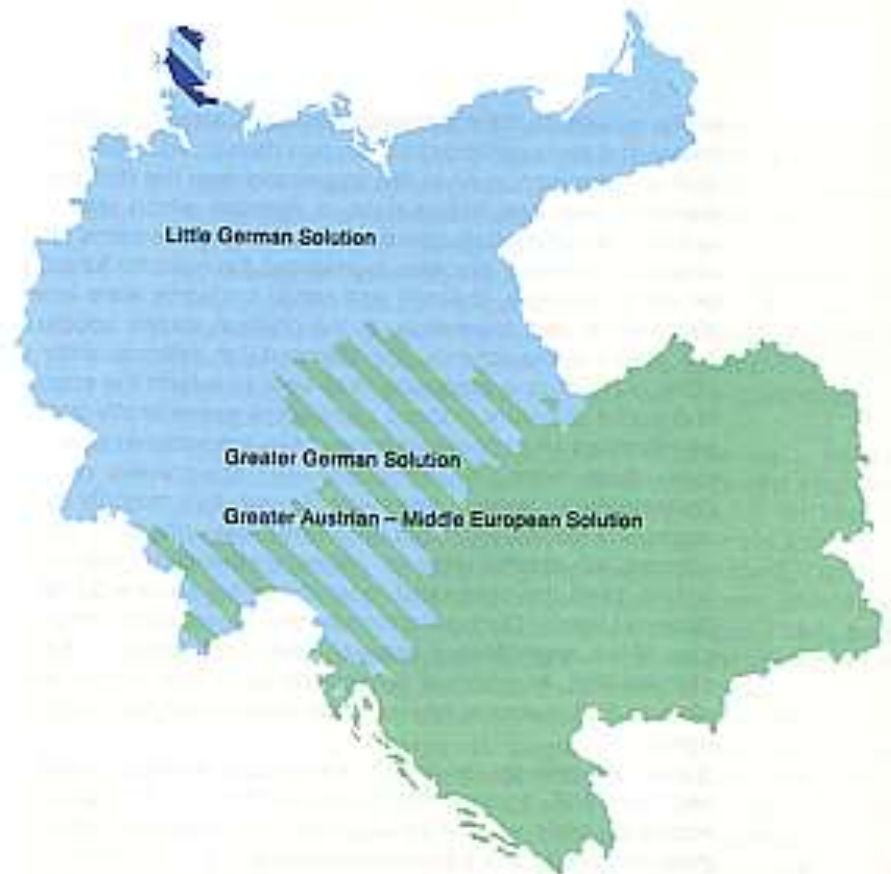 Little German Solution
Greater German Solution
Greater Austrian – Middle European Solution